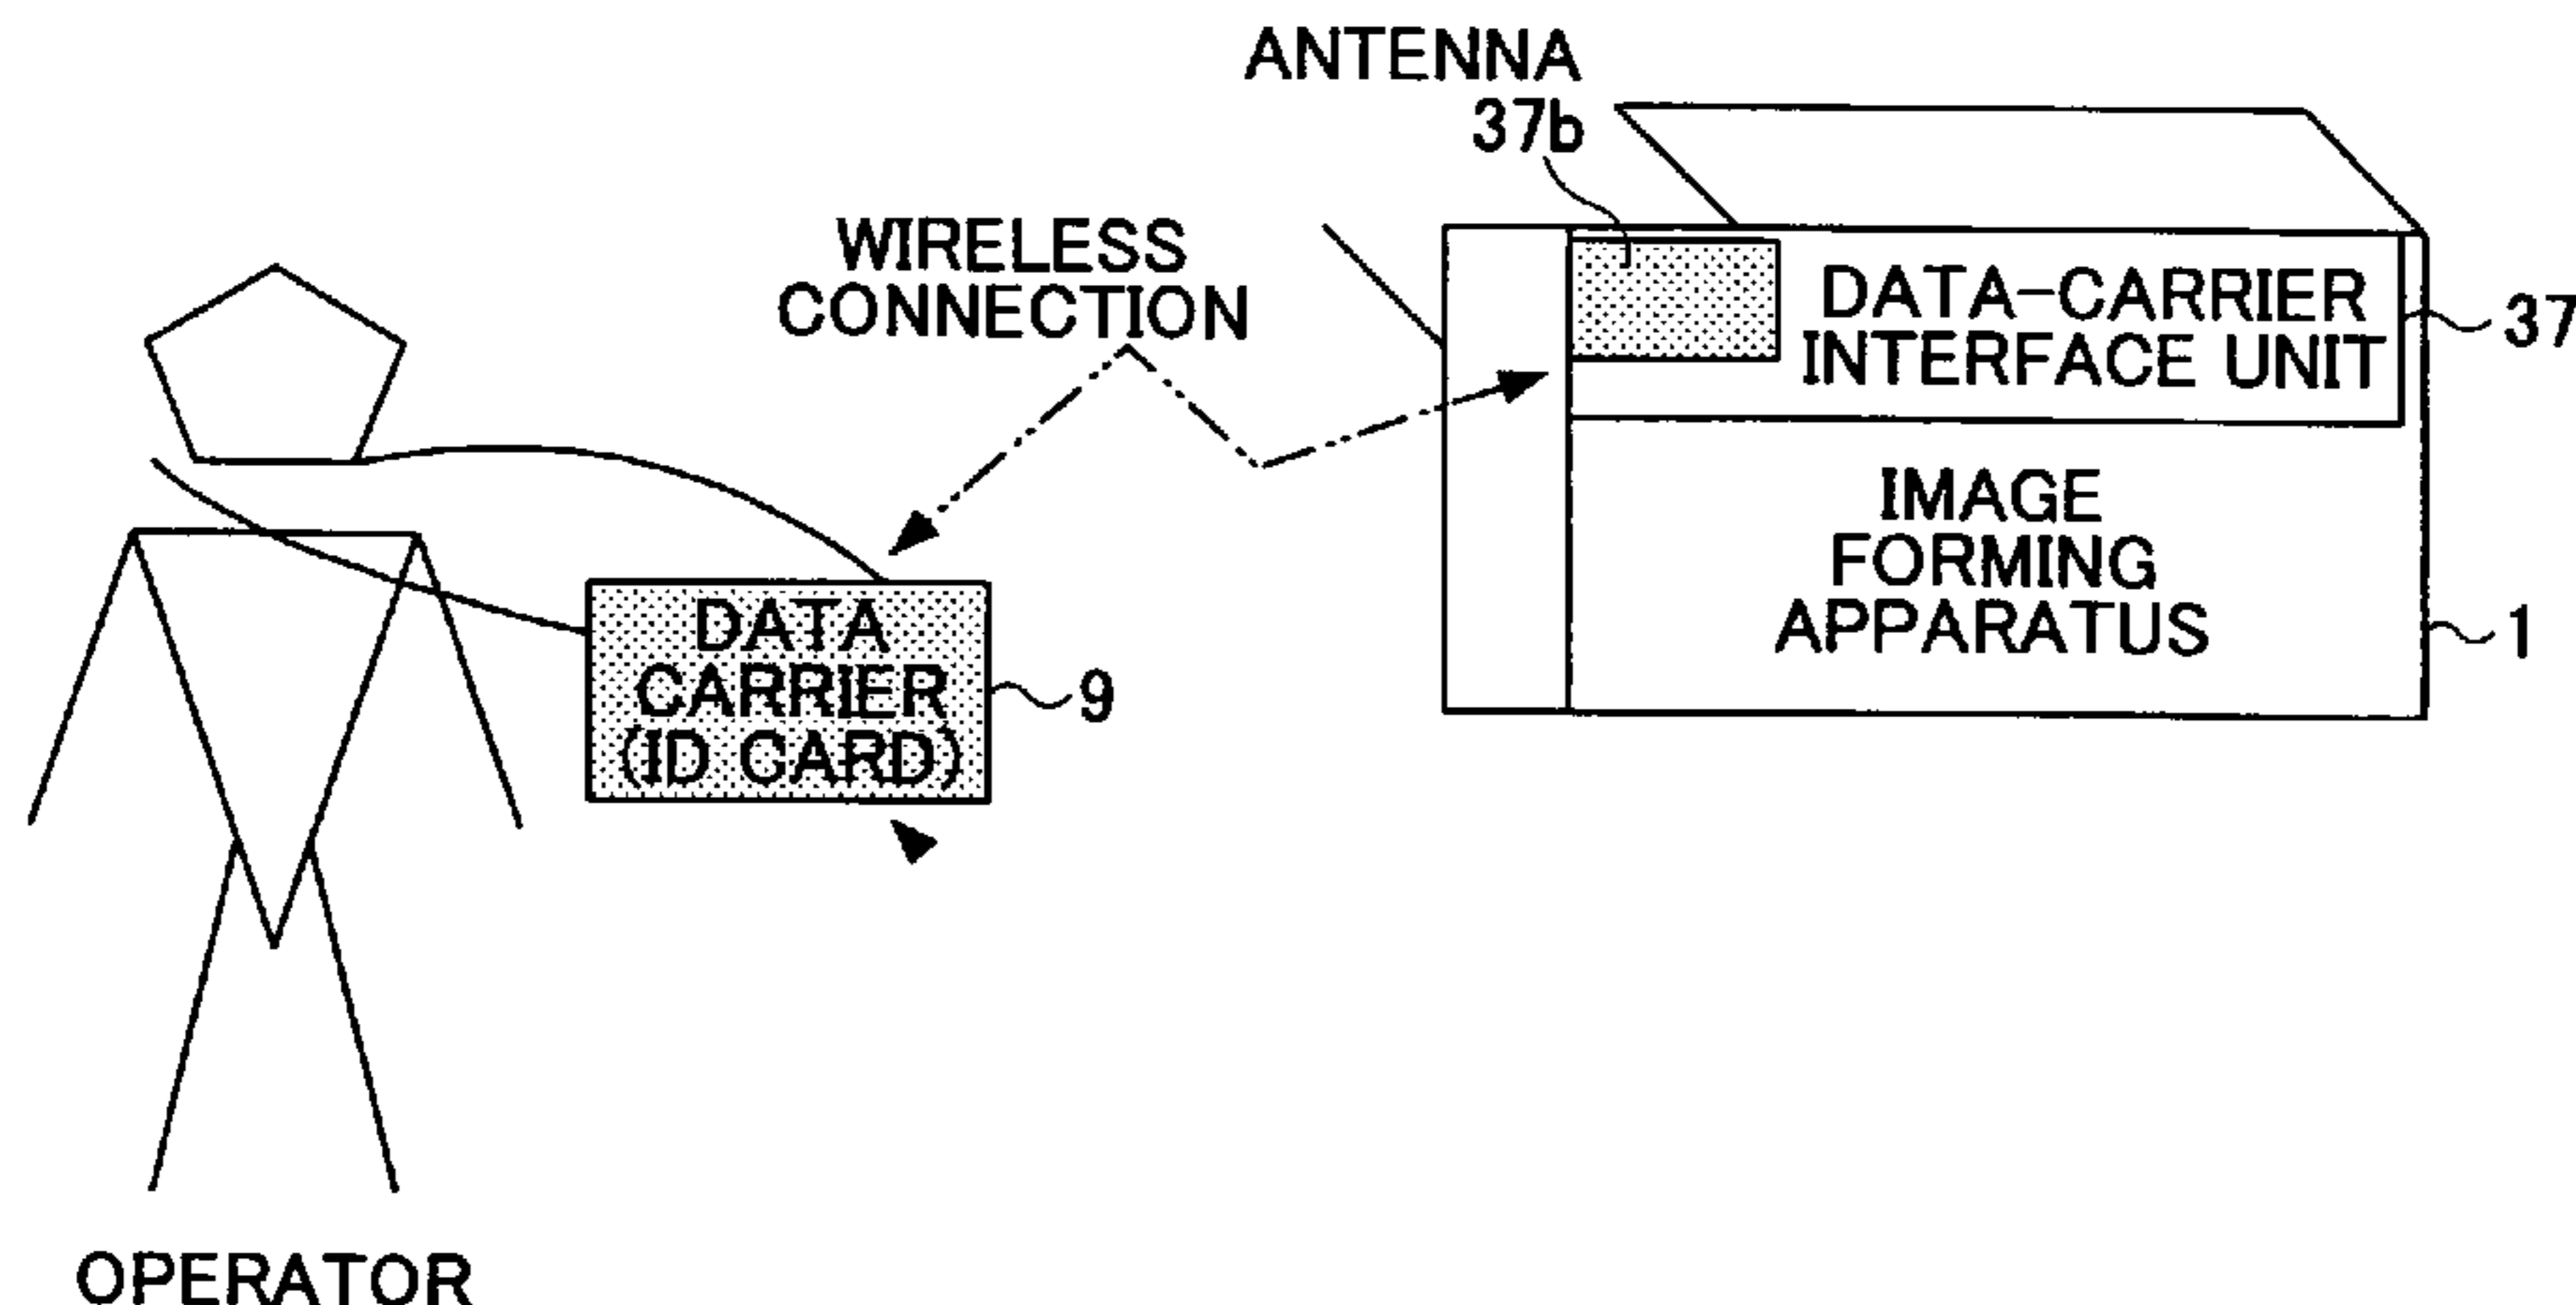 ANTENNA
37b
WIRELESS
CONNECTION
DATA-CARRIER
INTERFACE UNIT
37
IMAGE
FORMING
APPARATUS
1
DATA
CARRIER
(ID CARD)
9
OPERATOR